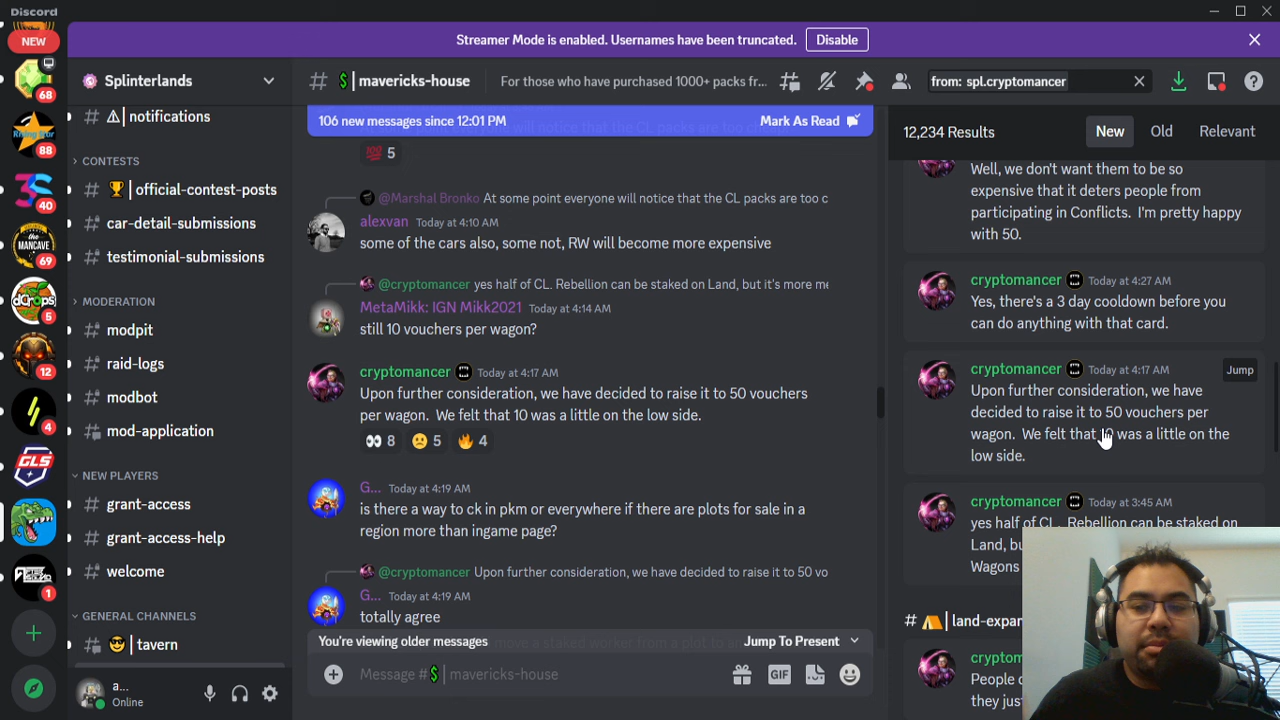 Discord
Streamer Mode is enabled. Usernames have been truncated.
Disable
NEW
68
88
40
69
5
12
4
GLS
1
Splinterlands
notifications
CONTESTS
# 🏆 | official-contest-posts
# car-detail-submissions
# testimonial-submissions
MODERATION
# modpit
# raid-logs
# modbot
mod-application
NEW PLAYERS
# grant-access
# grant-access-help
# welcome
GENERAL CHANNELS
😎 | tavern
a...
Online
# $ | mavericks-house
For those who have purchased 1000+ packs fr...
from: spl.cryptomancer
106 new messages since 12:01 PM
Mark As Read
💯 5
@Marshal Bronko At some point everyone will notice that the CL packs are too c
alexvan Today at 4:10 AM
some of the cars also, some not, RW will become more expensive
@cryptomancer yes half of CL. Rebellion can be staked on Land, but it's more me
MetaMikk: IGN Mikk2021 Today at 4:14 AM
still 10 vouchers per wagon?
cryptomancer Today at 4:17 AM
Upon further consideration, we have decided to raise it to 50 vouchers
per wagon. We felt that 10 was a little on the low side.
👀 8 🙁 5 🔥 4
G... Today at 4:19 AM
is there a way to ck in pkm or everywhere if there are plots for sale in a
region more than ingame page?
@cryptomancer Upon further consideration, we have decided to raise it to 50 vo
G... Today at 4:19 AM
totally agree
You're viewing older messages
Jump To Present
Message #$ | mavericks-house
GIF
12,234 Results
New
Old
Relevant
Well, we don't want them to be so
expensive that it deters people from
participating in Conflicts. I'm pretty happy
with 50.
cryptomancer Today at 4:27 AM
Yes, there's a 3 day cooldown before you
can do anything with that card.
cryptomancer Today at 4:17 AM
Jump
Upon further consideration, we have
decided to raise it to 50 vouchers per
wagon. We felt that 10 was a little on the
low side.
cryptomancer Today at 3:45 AM
yes half of CL. Rebellion can be staked on
Land, bu
Wagons
# ⛺ | land-expan
cryptom
People c
they jus